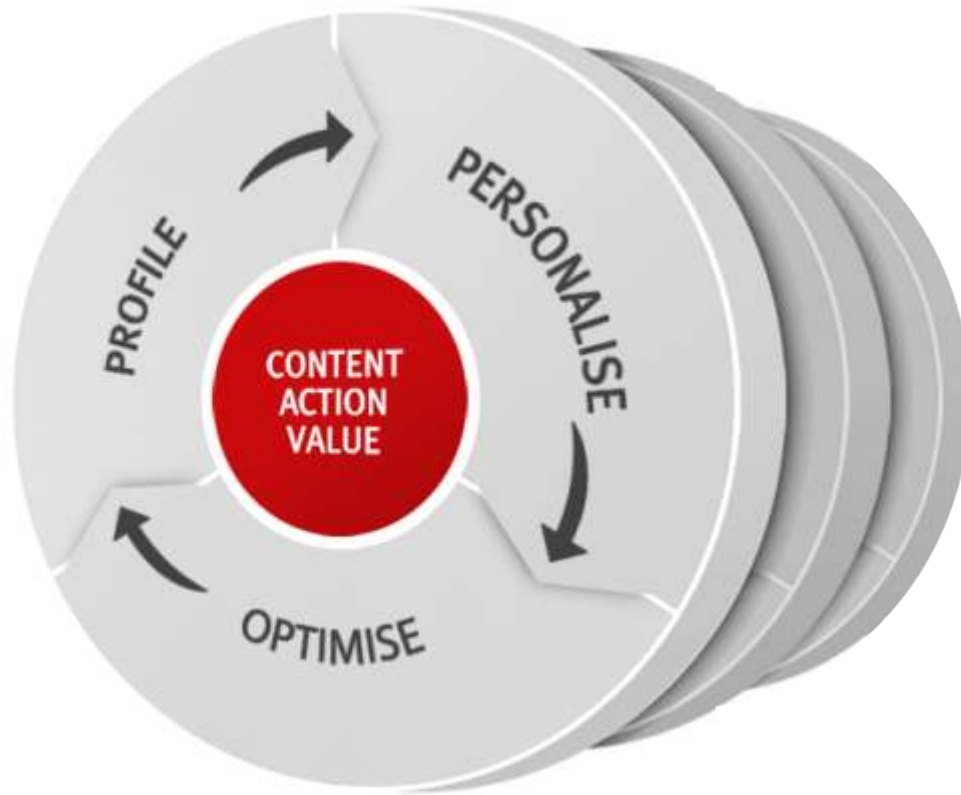 PROFILE
PERSONALISE
CONTENT
ACTION
VALUE
OPTIMISE